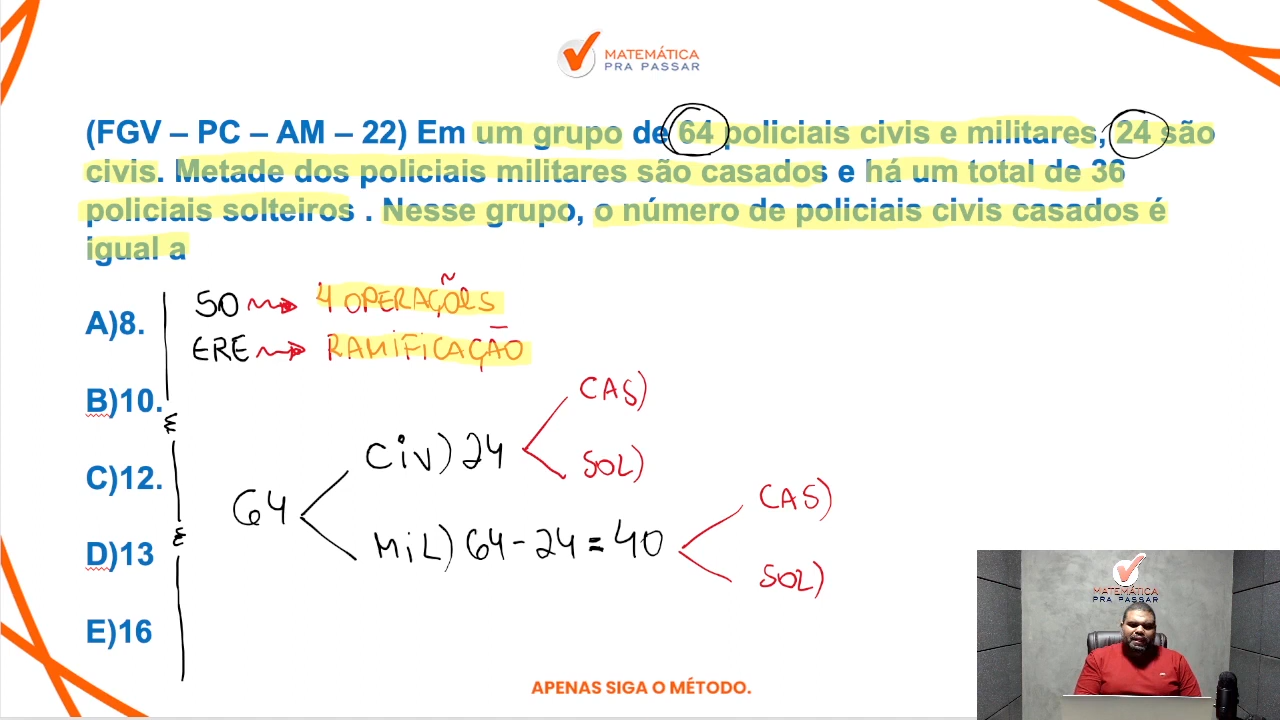 MATEMÁTICA
PRA PASSAR
(FGV – PC – AM – 22) Em um grupo de 64 policiais civis e militares, 24 são
civis. Metade dos policiais militares são casados e há um total de 36
policiais solteiros . Nesse grupo, o número de policiais civis casados é
igual a
A)8.
B)10.
C)12.
D)13
E)16
SO 4 OPERAÇÕES
ERE RAMIFICAÇÃO
CAS)
CIV) 24
SOL)
64
CAS)
MIL) 64-24=40
SOL)
MATEMÁTICA
PRA PASSAR
APENAS SIGA O MÉTODO.